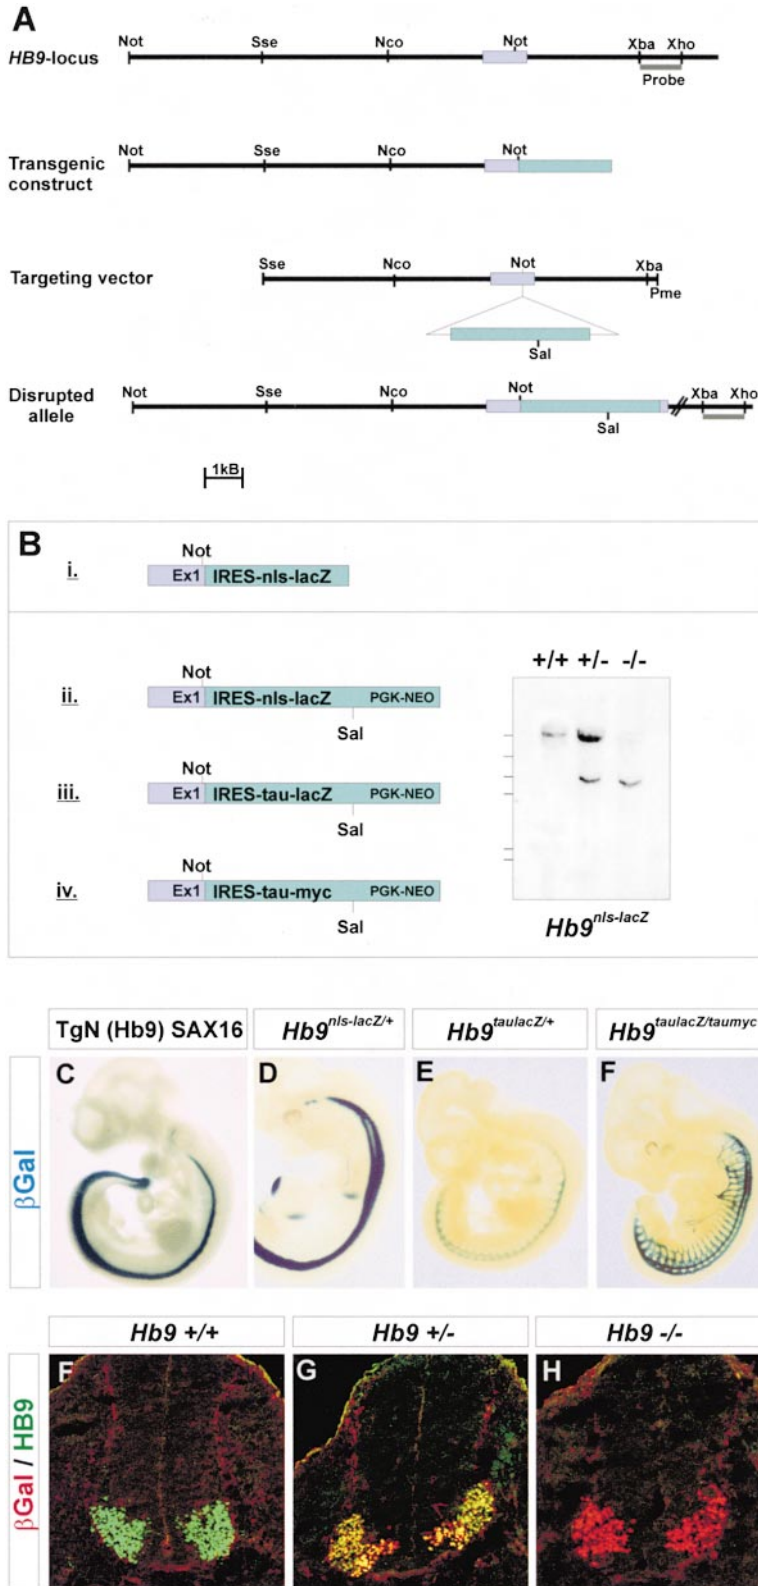 A
Not Sse Nco Not Xba Xho
HB9-locus
Probe
Not Sse Nco Not
Transgenic
construct
Sse Nco Not Xba
Targeting vector
Pme
Sal
Not Sse Nco Not Xba Xho
Disrupted
allele
Sal
1kB
B
Not
i. Ex1 IRES-nls-lacZ
Not
ii. Ex1 IRES-nls-lacZ PGK-NEO
Sal
Not
iii. Ex1 IRES-tau-lacZ PGK-NEO
Sal
Not
iv. Ex1 IRES-tau-myc PGK-NEO
Sal
+/+ +/- -/-
Hb9nls-lacZ
TgN (Hb9) SAX16 Hb9nls-lacZ/+ Hb9taulacZ/+ Hb9taulacZ/taumyc
βGal
C D E F
Hb9 +/+ Hb9 +/- Hb9 -/-
βGal / HB9
F G H